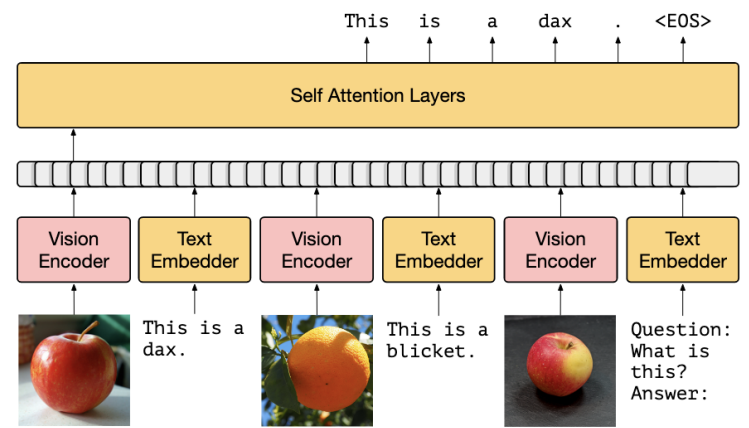 This is a dax . <EOS>
Self Attention Layers
Vision
Encoder
Text
Embedder
Vision
Encoder
Text
Embedder
Vision
Encoder
Text
Embedder
This is a
dax.
This is a
blicket.
Question:
What is
this?
Answer: